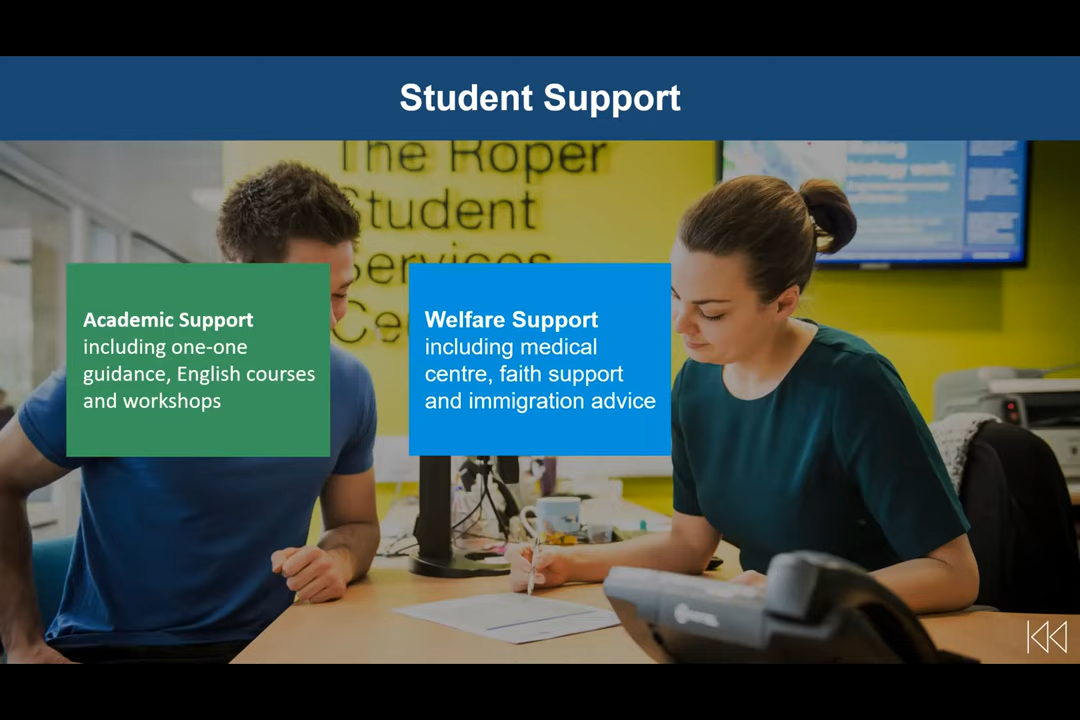 Student Support
The Roper
Student
Services
Academic Support
including one-one
guidance, English courses
and workshops
Welfare Support
including medical
centre, faith support
and immigration advice